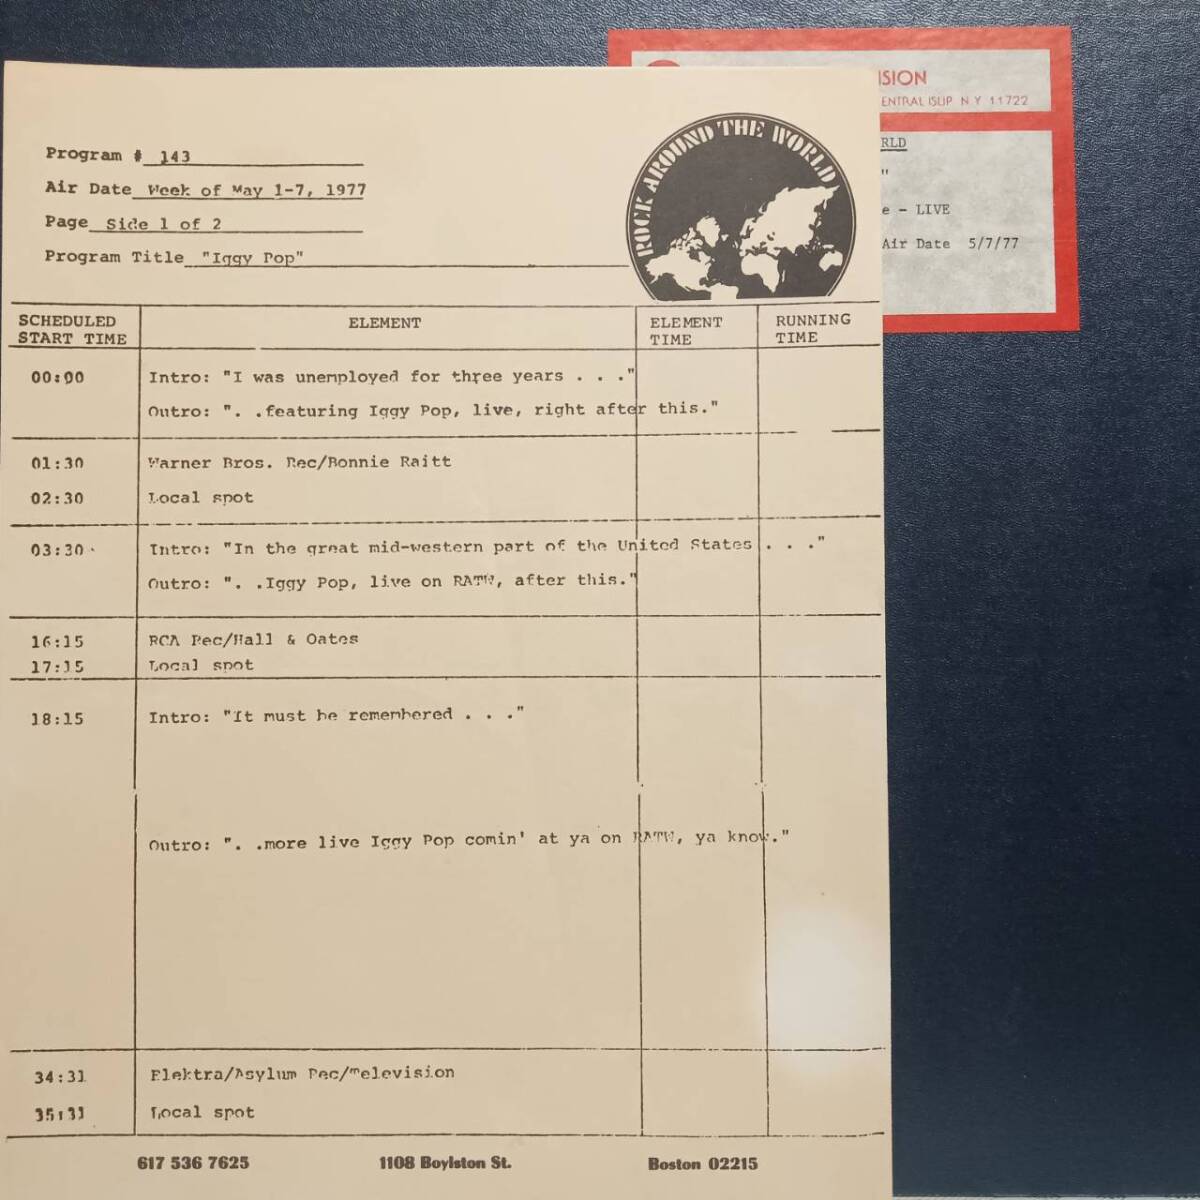 ISION
ENTRAL ISLIP N Y 11722
RLD
"
e - LIVE
Air Date 5/7/77
ROCK AROUND THE WORLD
Program # 143
Air Date Week of May 1-7, 1977
Page Side 1 of 2
Program Title "Iggy Pop"
SCHEDULED START TIME ELEMENT ELEMENT TIME RUNNING TIME
00:00 Intro: "I was unemployed for three years . . ."
Outro: ". .featuring Iggy Pop, live, right after this."
01:30 Warner Bros. Rec/Bonnie Raitt
02:30 Local spot
03:30 Intro: "In the great mid-western part of the United States . . ."
Outro: ". .Iggy Pop, live on RATW, after this."
16:15 RCA Rec/Hall & Oates
17:15 Local spot
18:15 Intro: "It must be remembered . . ."
Outro: ". .more live Iggy Pop comin' at ya on RATW, ya know."
34:31 Elektra/Asylum Rec/Television
35:31 Local spot
617 536 7625 1108 Boylston St. Boston 02215